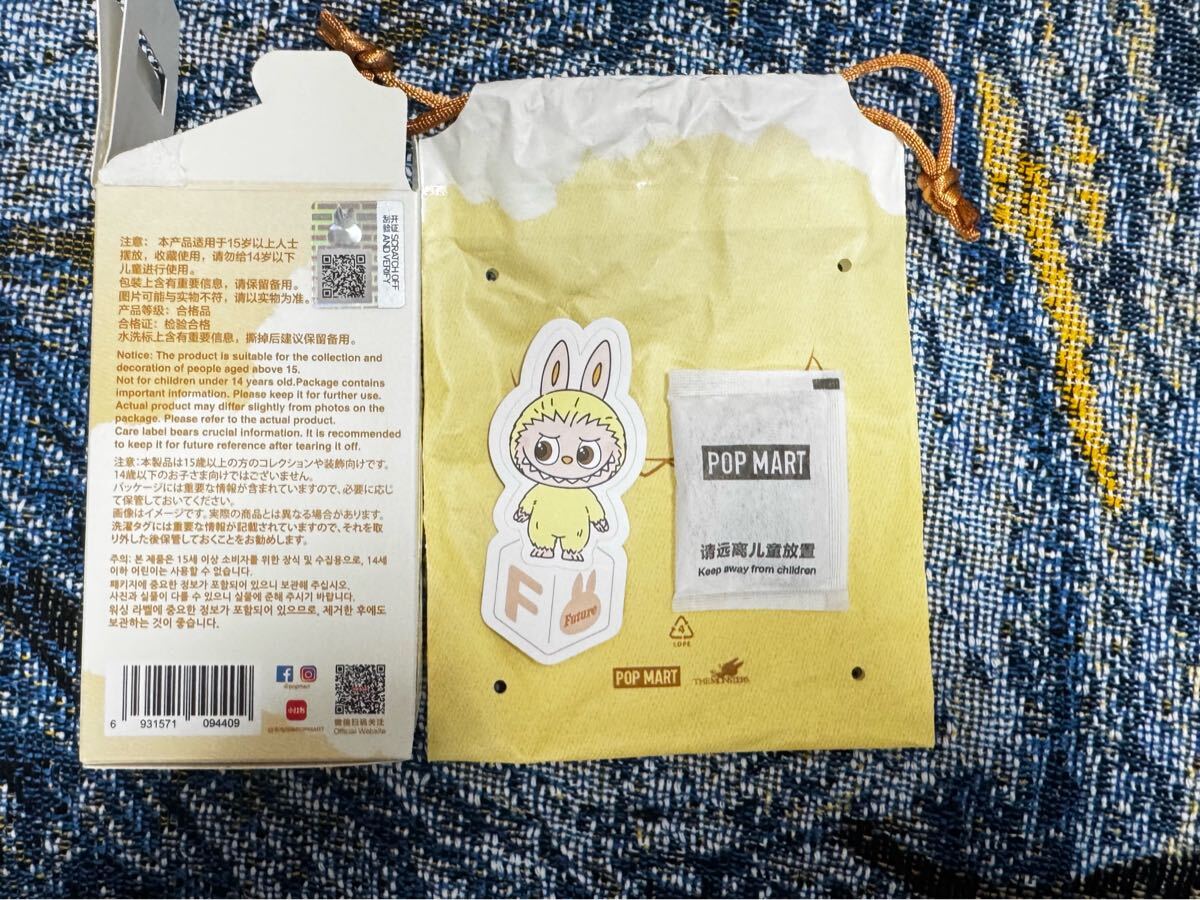 刮开
验证
SCRATCH OFF
AND VERIFY
注意： 本产品适用于15岁以上人士
摆放，收藏使用，请勿给14岁以下
儿童进行使用。
包装上含有重要信息，请保留备用。
图片可能与实物不符，请以实物为准。
产品等级：合格品
合格证：检验合格
水洗标上含有重要信息，撕掉后建议保留备用。
Notice: The product is suitable for the collection and
decoration of people aged above 15.
Not for children under 14 years old.Package contains
important information. Please keep it for further use.
Actual product may differ slightly from photos on the
package. Please refer to the actual product.
Care label bears crucial information. It is recommended
to keep it for future reference after tearing it off.
注意：本製品は15歳以上の方のコレクションや装飾向けです。
14歳以下のお子さま向けではございません。
パッケージには重要な情報が含まれていますので、必要に応じ
て保管しておいてください。
画像はイメージです。実際の商品とは異なる場合があります。
洗濯タグには重要な情報が記載されていますので、それを取
り外した後保管しておくことをお勧めします。
주의: 본 제품은 15세 이상 소비자를 위한 장식 및 수집용으로, 14세
이하 어린이는 사용할 수 없습니다.
패키지에 중요한 정보가 포함되어 있으니 보관해 주십시오.
사진과 실물이 다를 수 있으니 실물에 준해 주시기 바랍니다.
워싱 라벨에 중요한 정보가 포함되어 있으므로, 제거한 후에도
보관하는 것이 좋습니다.
6 931571 094409
@popmart
小红书
微信扫码关注
Official Website
F
Future
POP MART
请远离儿童放置
Keep away from children
4
LDPE
POP MART
THE MONSTERS